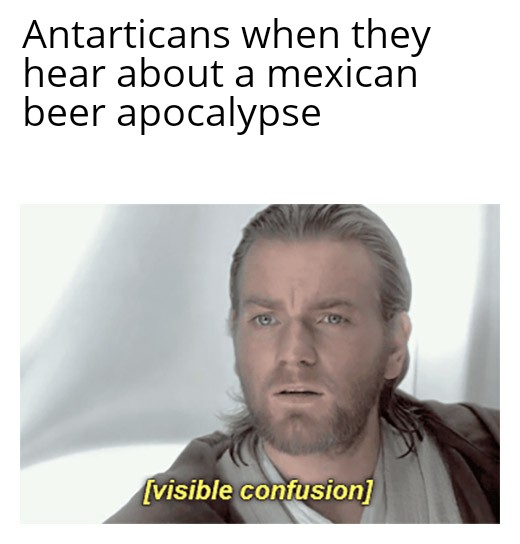 Antarticans when they
hear about a mexican
beer apocalypse
[visible confusion]